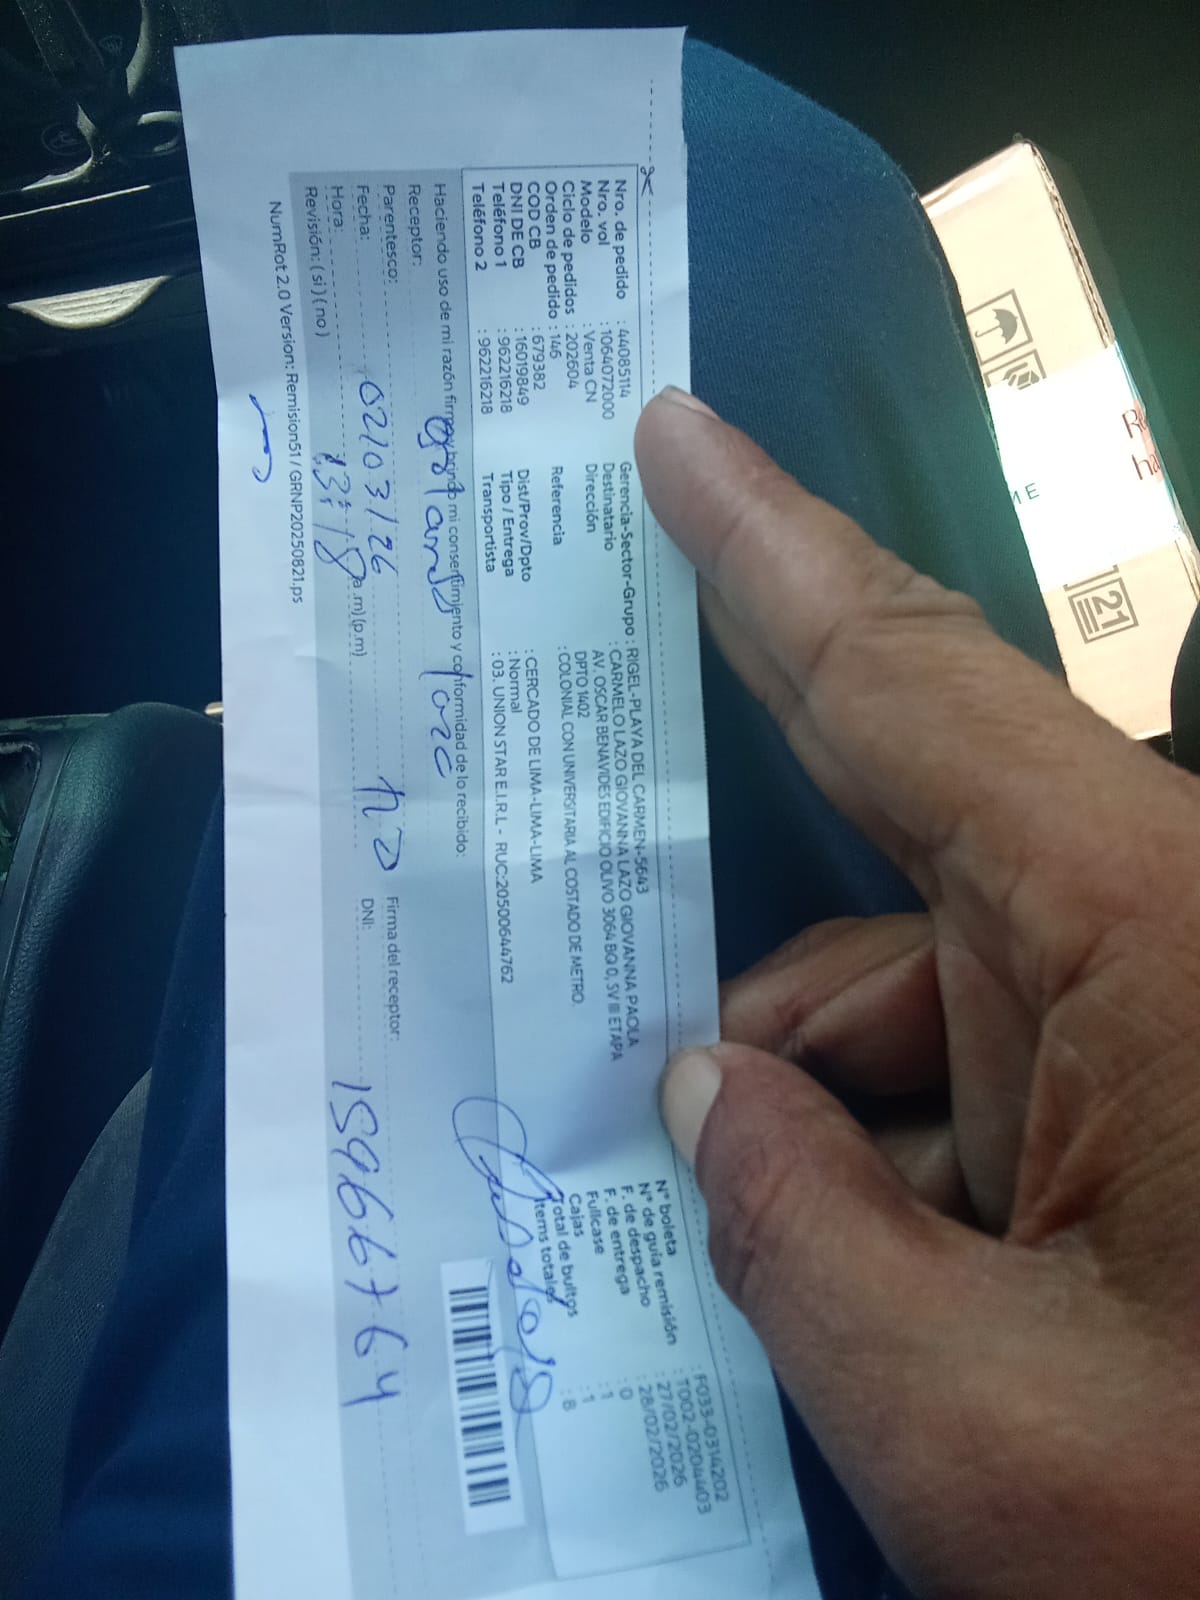 Nro. de pedido : 44085114
Nro. vol : 1064072000
Modelo : Venta CN
Ciclo de pedidos : 202604
Orden de pedido : 146
COD CB : 679382
DNI DE CB : 16019849
Teléfono 1 : 962216218
Teléfono 2 : 962216218
Gerencia-Sector-Grupo : RIGEL-PLAYA DEL CARMEN-5643
Destinatario : CARMELO LAZO GIOVANNA LAZO GIOVANNA PAOLA
Dirección AV. OSCAR BENAVIDES EDIFICIO OLIVO 3064 BQ 0, SV III ETAPA
DPTO 1402
Referencia : COLONIAL CON UNIVERSITARIA AL COSTADO DE METRO.
Dist/Prov/Dpto : CERCADO DE LIMA-LIMA-LIMA
Tipo / Entrega : Normal
Transportista : 03. UNION STAR E.I.R.L - RUC:20500644762
N° boleta : F033-0314202
N° de guía remisión : T002-0204403
F. de despacho : 27/02/2026
F. de entrega : 28/02/2026
Fullcase : 0
Cajas : 1
Total de bultos : 1
Items totales : 8
Haciendo uso de mi razón firmo y brindo mi consentimiento y conformidad de lo recibido:
Receptor:
Parentesco:
Firma del receptor:
Fecha: 02/03/26
DNI: 15966764
Hora: 13:18 (a.m) (p.m)
Revisión: ( si ) ( no )
NumRot 2.0 Version: Remision51 / GRNP20250821.ps
21